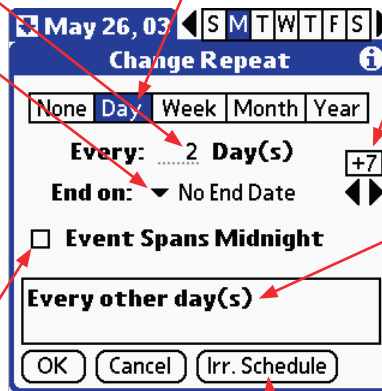 May 26, 03 S M T W T F S
Change Repeat i
None Day Week Month Year
Every: 2 Day(s)
+7
End on: No End Date
Event Spans Midnight
Every other day(s)
OK Cancel Irr. Schedule